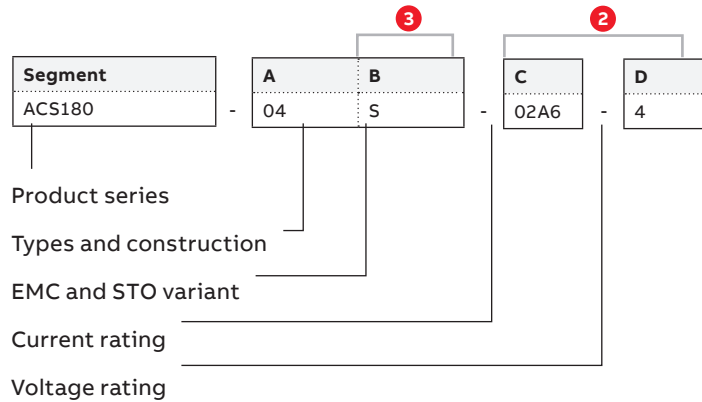 3 2
Segment A B C D
ACS180 - 04 S - 02A6 - 4
Product series
Types and construction
EMC and STO variant
Current rating
Voltage rating